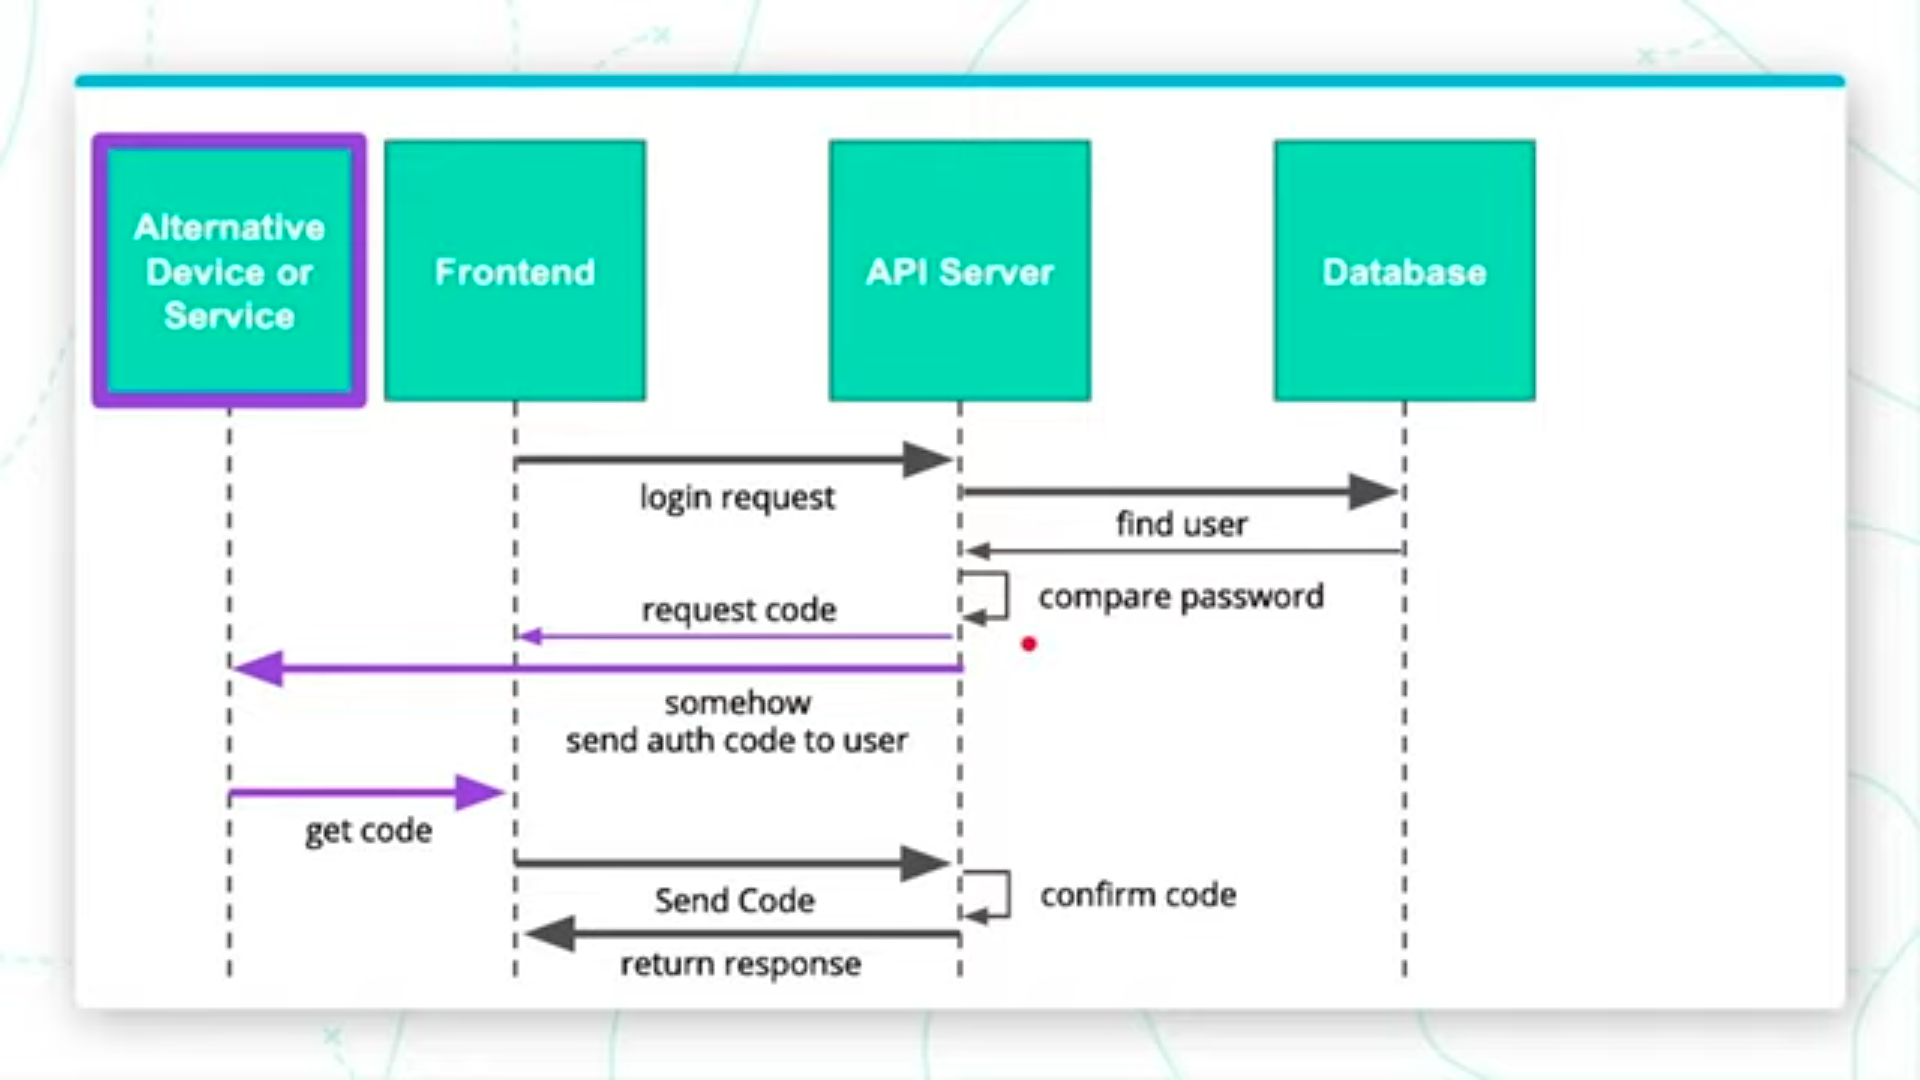 Alternative
Device or
Service
Frontend
API Server
Database
login request
find user
compare password
request code
somehow
send auth code to user
get code
Send Code
confirm code
return response